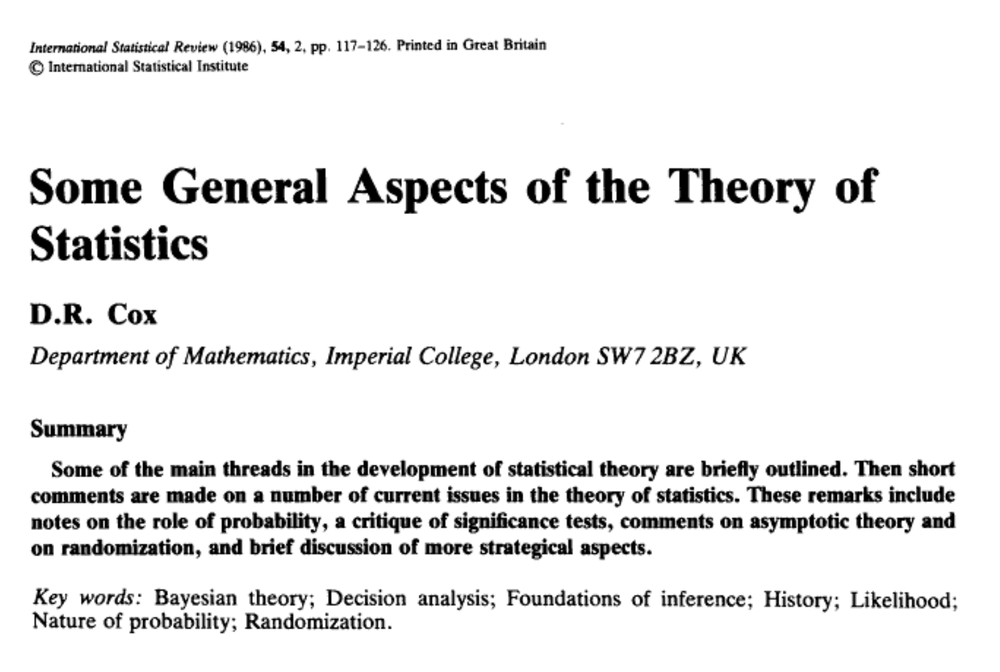 International Statistical Review (1986), 54, 2, pp. 117–126. Printed in Great Britain
© International Statistical Institute
Some General Aspects of the Theory of
Statistics
D.R. Cox
Department of Mathematics, Imperial College, London SW7 2BZ, UK
Summary
Some of the main threads in the development of statistical theory are briefly outlined. Then short
comments are made on a number of current issues in the theory of statistics. These remarks include
notes on the role of probability, a critique of significance tests, comments on asymptotic theory and
on randomization, and brief discussion of more strategical aspects.
Key words: Bayesian theory; Decision analysis; Foundations of inference; History; Likelihood;
Nature of probability; Randomization.